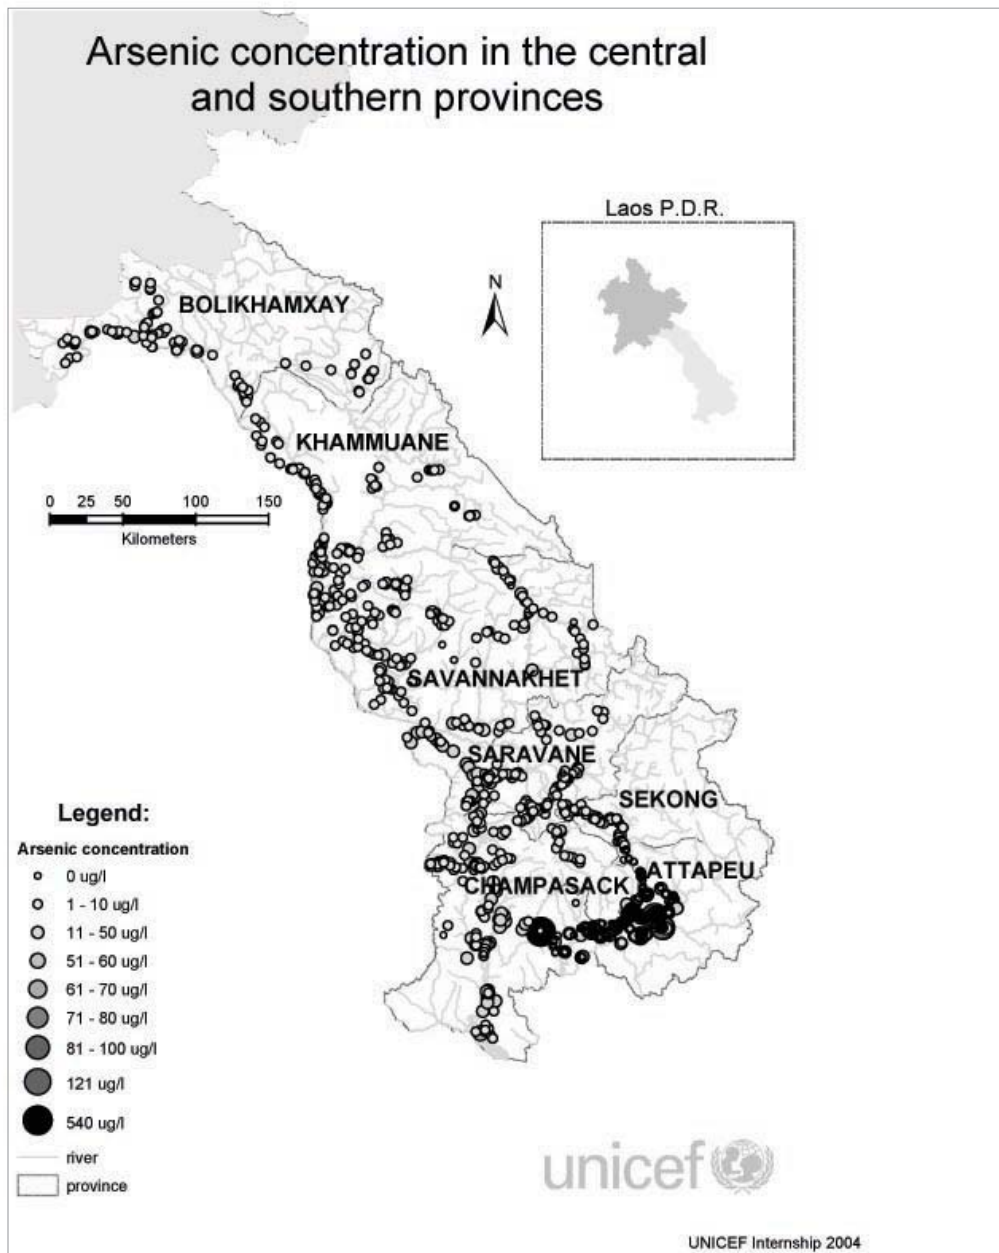 Arsenic concentration in the central
and southern provinces
Laos P.D.R.
N
BOLIKHAMXAY
KHAMMUANE
0 25 50 100 150
Kilometers
SAVANNAKHET
SARAVANE
SEKONG
ATTAPEU
CHAMPASACK
Legend:
Arsenic concentration
0 ug/l
1 - 10 ug/l
11 - 50 ug/l
51 - 60 ug/l
61 - 70 ug/l
71 - 80 ug/l
81 - 100 ug/l
121 ug/l
540 ug/l
river
province
unicef
UNICEF Internship 2004